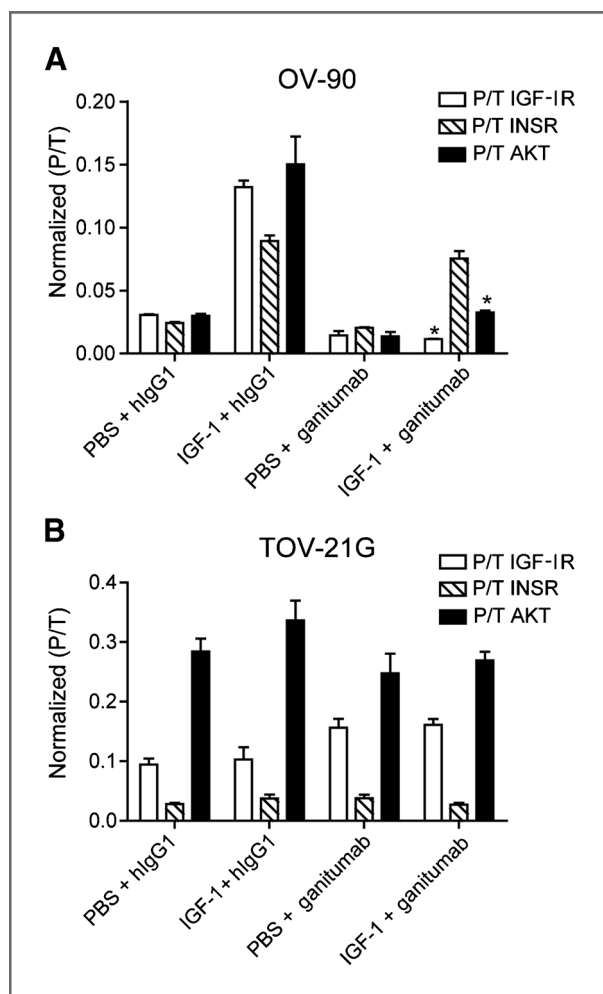 A
OV-90
P/T IGF-IR
P/T INSR
P/T AKT
Normalized (P/T)
0.20
0.15
0.10
0.05
0.00
*
*
PBS + hIgG1
IGF-1 + hIgG1
PBS + ganitumab
IGF-1 + ganitumab
B
TOV-21G
P/T IGF-IR
P/T INSR
P/T AKT
Normalized (P/T)
0.4
0.3
0.2
0.1
0.0
PBS + hIgG1
IGF-1 + hIgG1
PBS + ganitumab
IGF-1 + ganitumab